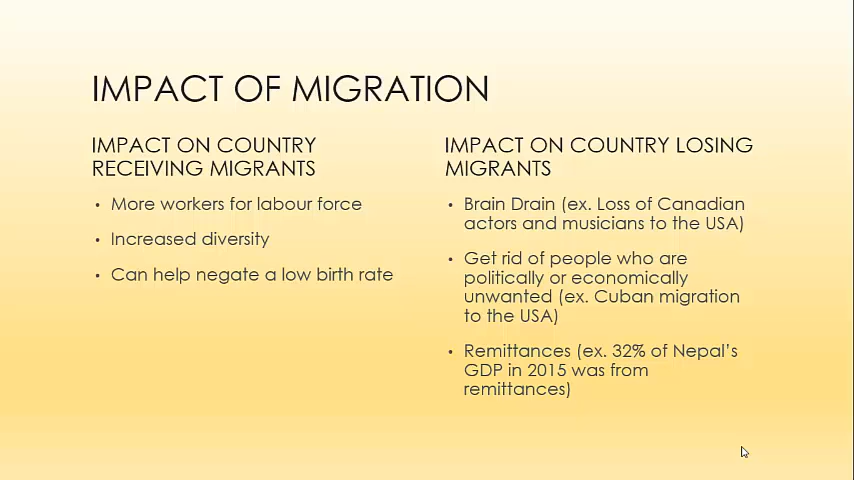 IMPACT OF MIGRATION
IMPACT ON COUNTRY
RECEIVING MIGRANTS
• More workers for labour force
• Increased diversity
• Can help negate a low birth rate
IMPACT ON COUNTRY LOSING
MIGRANTS
• Brain Drain (ex. Loss of Canadian
actors and musicians to the USA)
• Get rid of people who are
politically or economically
unwanted (ex. Cuban migration
to the USA)
• Remittances (ex. 32% of Nepal’s
GDP in 2015 was from
remittances)